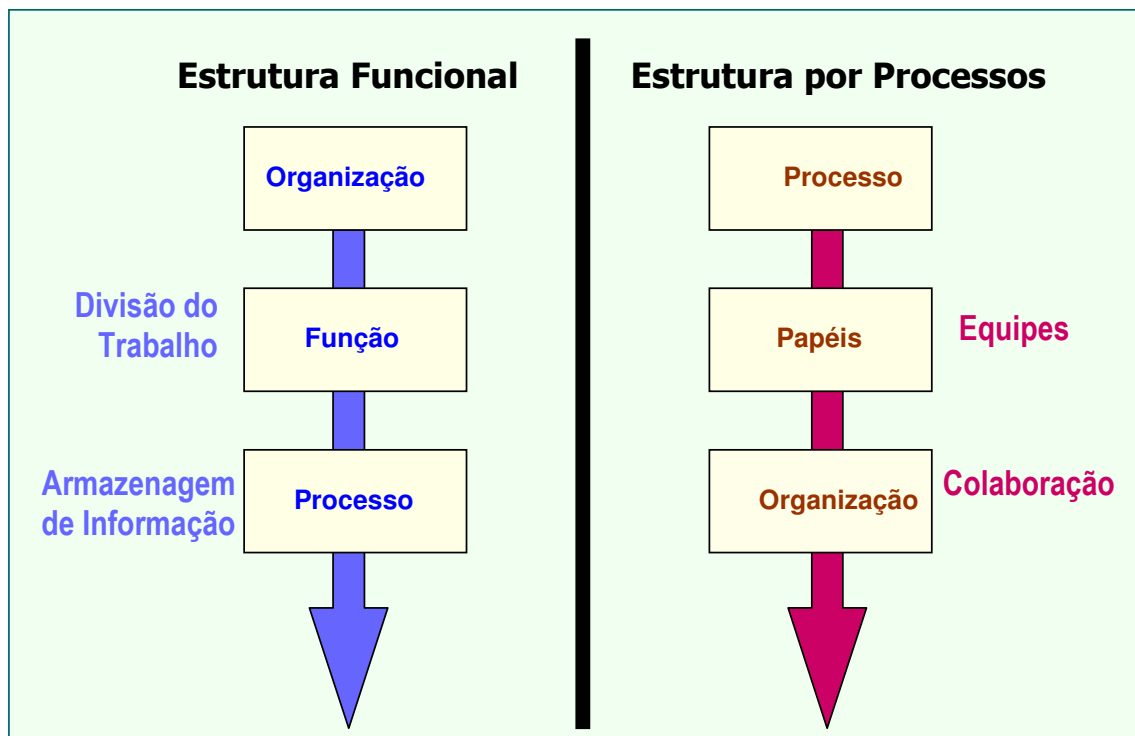 Estrutura Funcional
Organização
Divisão do
Trabalho
Função
Armazenagem
de Informação
Processo
Estrutura por Processos
Processo
Papéis
Equipes
Organização
Colaboração